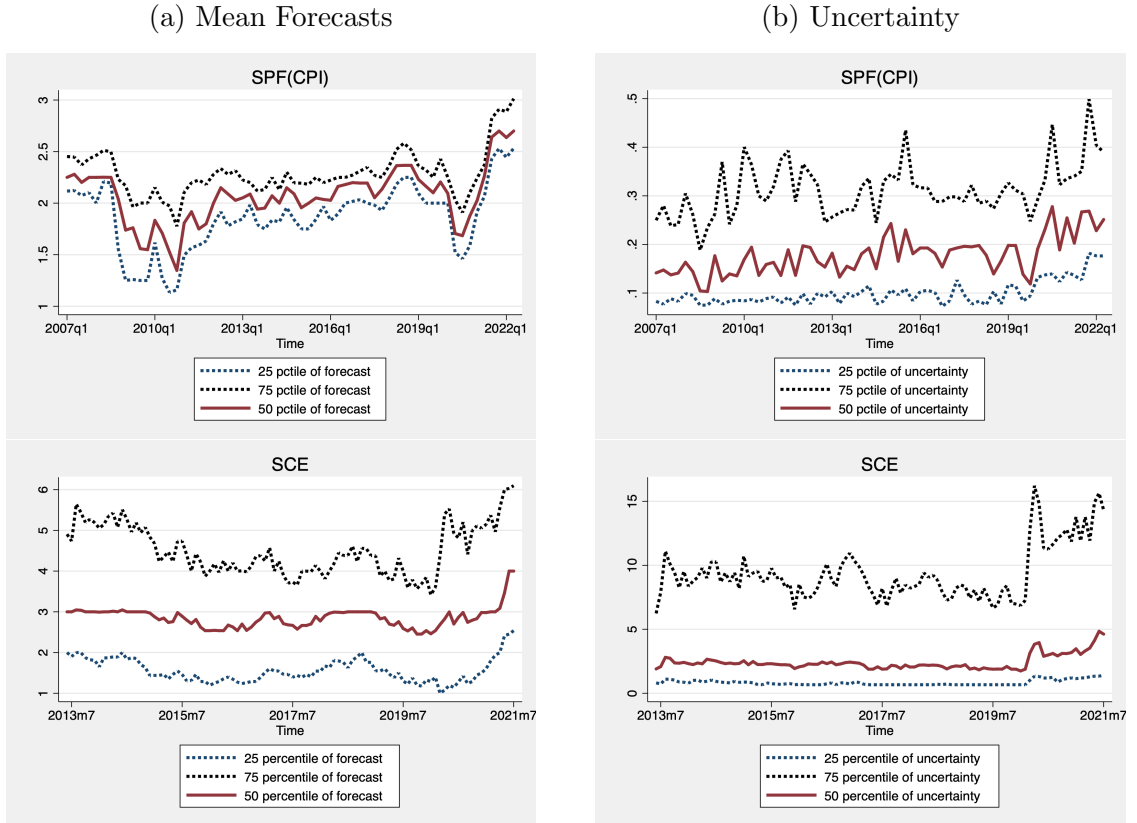 (a) Mean Forecasts
(b) Uncertainty
SPF(CPI)
3
2.5
2
1.5
1
2007q1 2010q1 2013q1 2016q1 2019q1 2022q1
Time
25 pctile of forecast
75 pctile of forecast
50 pctile of forecast
SPF(CPI)
.5
.4
.3
.2
.1
2007q1 2010q1 2013q1 2016q1 2019q1 2022q1
Time
25 pctile of uncertainty
75 pctile of uncertainty
50 pctile of uncertainty
SCE
6
5
4
3
2
1
2013m7 2015m7 2017m7 2019m7 2021m7
Time
25 percentile of forecast
75 percentile of forecast
50 percentile of forecast
SCE
15
10
5
0
2013m7 2015m7 2017m7 2019m7 2021m7
Time
25 percentile of uncertainty
75 percentile of uncertainty
50 percentile of uncertainty